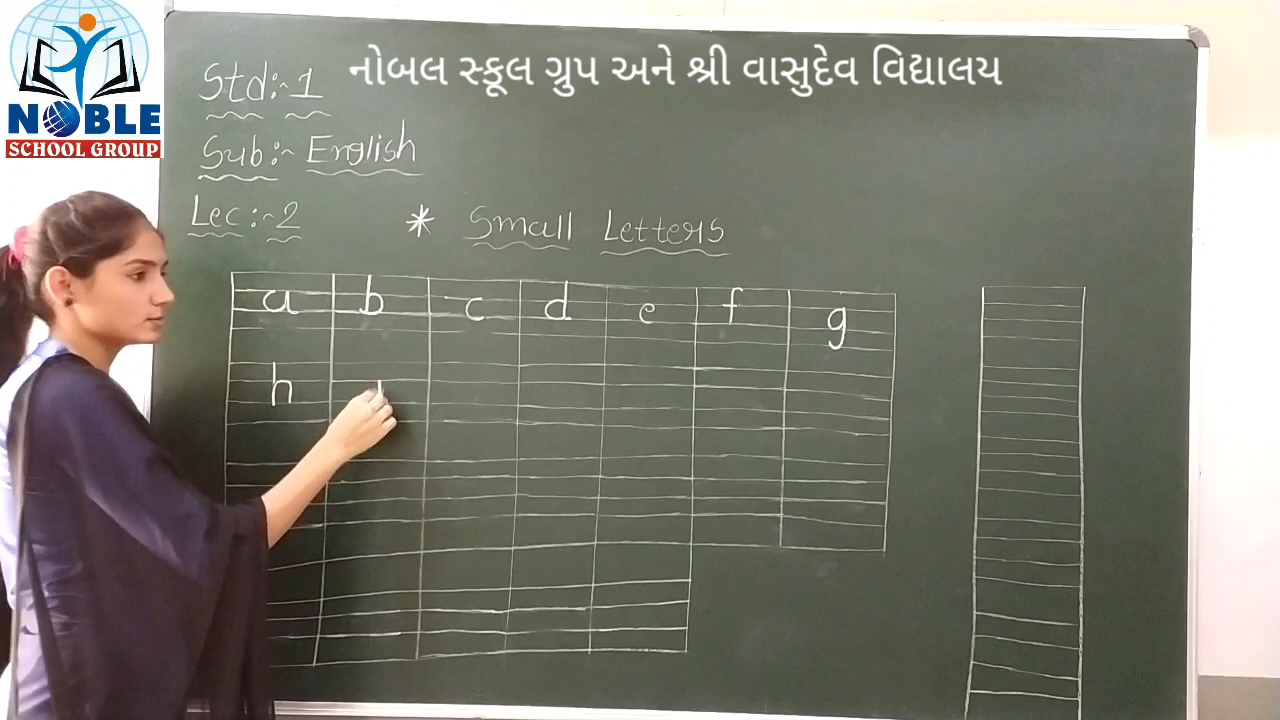 NOBLE
SCHOOL GROUP
નોબલ સ્કૂલ ગ્રુપ અને શ્રી વાસુદેવ વિદ્યાલય
Std:~1
Sub:~ English
Lec:~2
* Small Letters
a b c d e f g
h